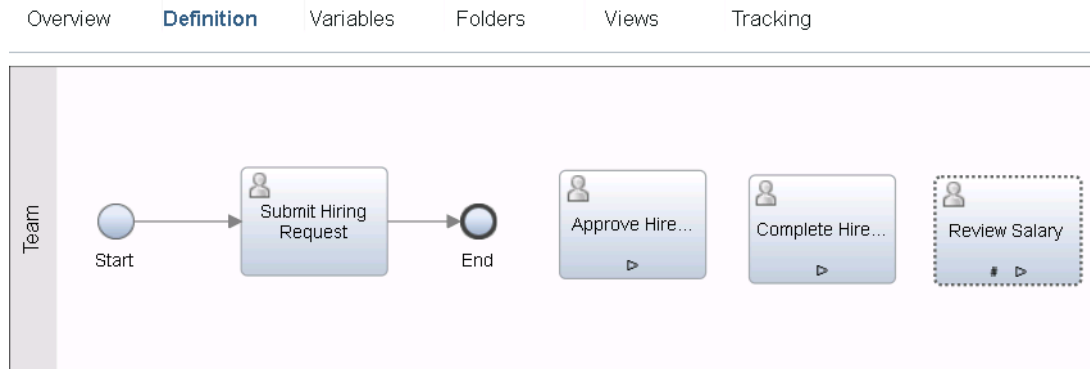 Overview Definition Variables Folders Views Tracking
Team
Start
Submit Hiring
Request
End
Approve Hire...
Complete Hire...
Review Salary